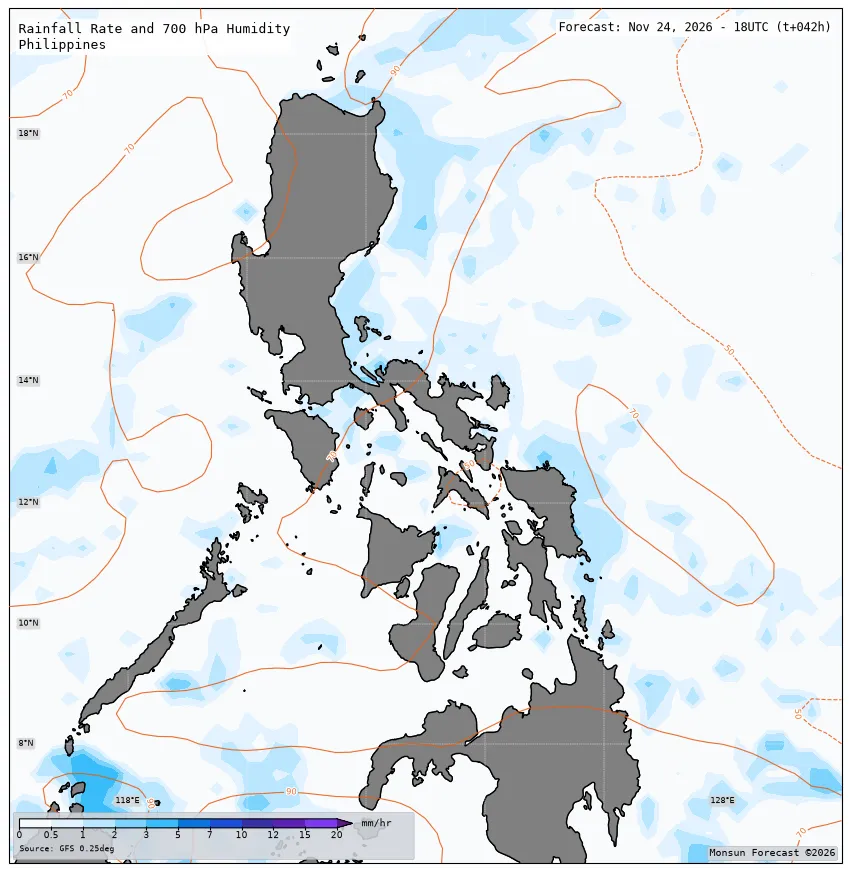 Rainfall Rate and 700 hPa Humidity
Philippines
Forecast: Nov 24, 2026 - 18UTC (t+042h)
90
70
18°N
70
16°N
50
14°N
70
70
50
12°N
10°N
50
8°N
118°E
128°E
90
90
70
mm/hr
0 0.5 1 2 3 5 7 10 12 15 20
Source: GFS 0.25deg
Monsun Forecast ©2026